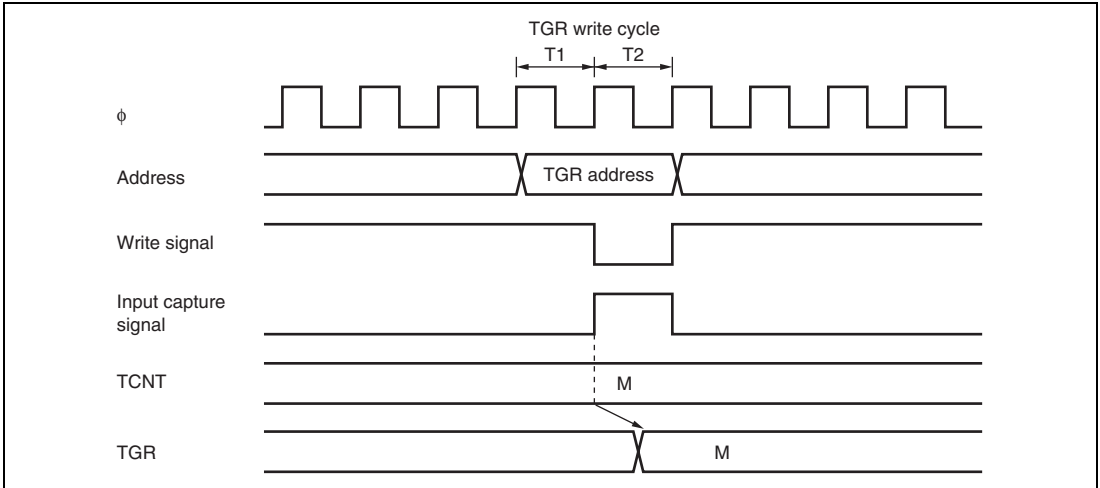 TGR write cycle
T1 T2
ϕ
Address
TGR address
Write signal
Input capture
signal
TCNT
M
TGR
M